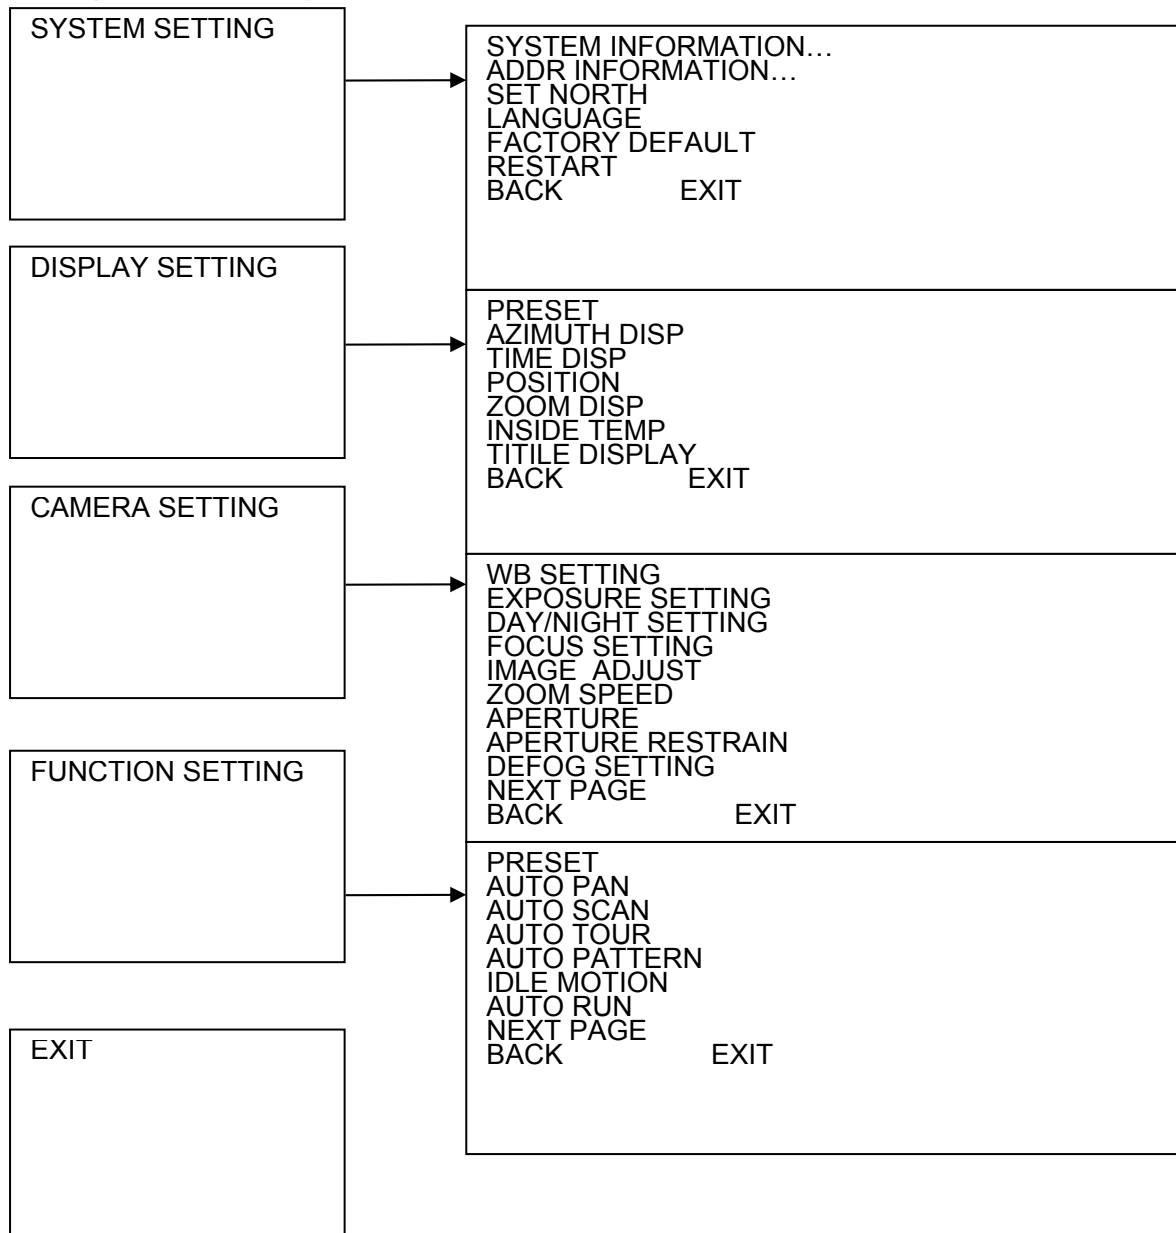 SYSTEM SETTING
SYSTEM INFORMATION…
ADDR INFORMATION…
SET NORTH
LANGUAGE
FACTORY DEFAULT
RESTART
BACK EXIT
DISPLAY SETTING
PRESET
AZIMUTH DISP
TIME DISP
POSITION
ZOOM DISP
INSIDE TEMP
TITILE DISPLAY
BACK EXIT
CAMERA SETTING
WB SETTING
EXPOSURE SETTING
DAY/NIGHT SETTING
FOCUS SETTING
IMAGE ADJUST
ZOOM SPEED
APERTURE
APERTURE RESTRAIN
DEFOG SETTING
NEXT PAGE
BACK EXIT
FUNCTION SETTING
PRESET
AUTO PAN
AUTO SCAN
AUTO TOUR
AUTO PATTERN
IDLE MOTION
AUTO RUN
NEXT PAGE
BACK EXIT
EXIT